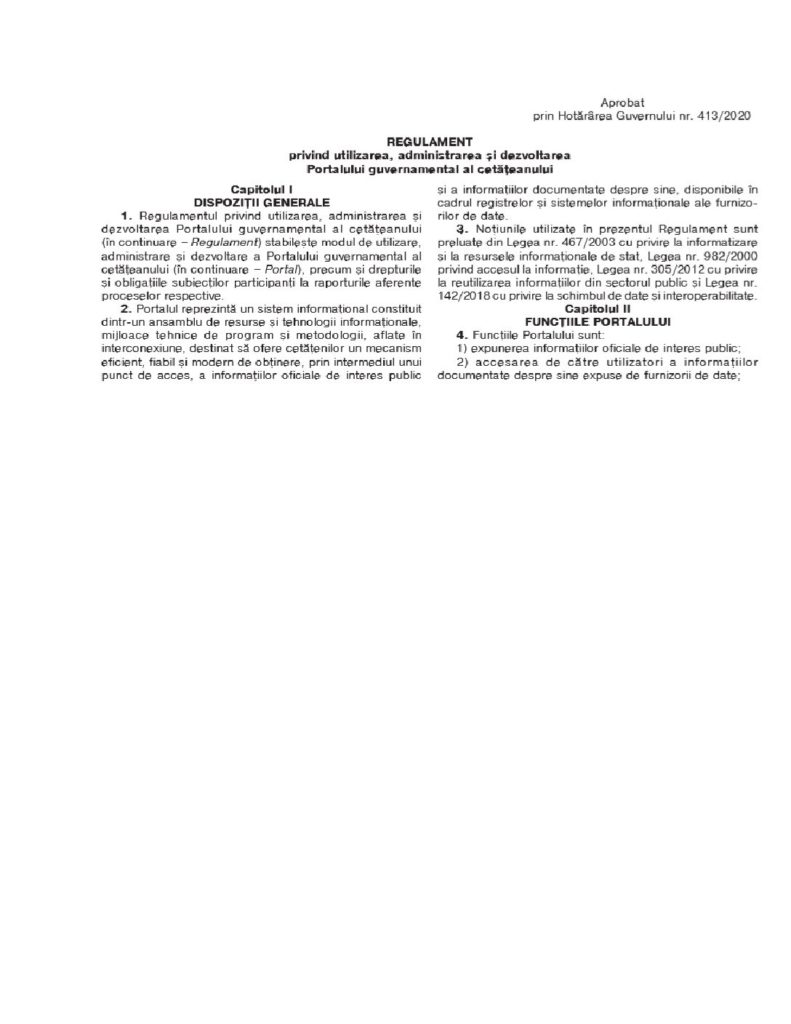 Aprobat
prin Hotărârea Guvernului nr. 413/2020
REGULAMENT
privind utilizarea, administrarea și dezvoltarea
Portalului guvernamental al cetățeanului
Capitolul I
DISPOZIȚII GENERALE
1. Regulamentul privind utilizarea, administrarea și
dezvoltarea Portalului guvernamental al cetățeanului
(în continuare – Regulament) stabilește modul de utilizare,
administrare și dezvoltare a Portalului guvernamental al
cetățeanului (în continuare – Portal), precum și drepturile
și obligațiile subiecților participanți la raporturile aferente
proceselor respective.
2. Portalul reprezintă un sistem informațional constituit
dintr-un ansamblu de resurse și tehnologii informaționale,
mijloace tehnice de program și metodologii, aflate în
interconexiune, destinat să ofere cetățenilor un mecanism
eficient, fiabil și modern de obținere, prin intermediul unui
punct de acces, a informațiilor oficiale de interes public
și a informațiilor documentate despre sine, disponibile în
cadrul registrelor și sistemelor informaționale ale furnizo-
rilor de date.
3. Noțiunile utilizate în prezentul Regulament sunt
preluate din Legea nr. 467/2003 cu privire la informatizare
și la resursele informaționale de stat, Legea nr. 982/2000
privind accesul la informație, Legea nr. 305/2012 cu privire
la reutilizarea informațiilor din sectorul public și Legea nr.
142/2018 cu privire la schimbul de date și interoperabilitate.
Capitolul II
FUNCȚIILE PORTALULUI
4. Funcțiile Portalului sunt:
1) expunerea informațiilor oficiale de interes public;
2) accesarea de către utilizatori a informațiilor
documentate despre sine expuse de furnizorii de date;